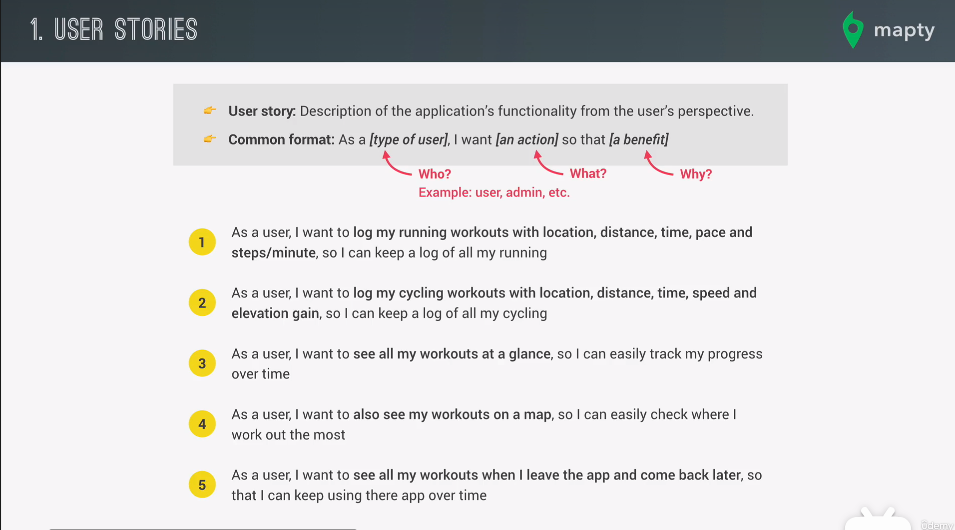 1. USER STORIES
mapty
User story: Description of the application's functionality from the user's perspective.
Common format: As a [type of user], I want [an action] so that [a benefit]
Who?
What?
Why?
Example: user, admin, etc.
1
As a user, I want to log my running workouts with location, distance, time, pace and
steps/minute, so I can keep a log of all my running
2
As a user, I want to log my cycling workouts with location, distance, time, speed and
elevation gain, so I can keep a log of all my cycling
3
As a user, I want to see all my workouts at a glance, so I can easily track my progress
over time
4
As a user, I want to also see my workouts on a map, so I can easily check where I
work out the most
5
As a user, I want to see all my workouts when I leave the app and come back later, so
that I can keep using there app over time
Udemy